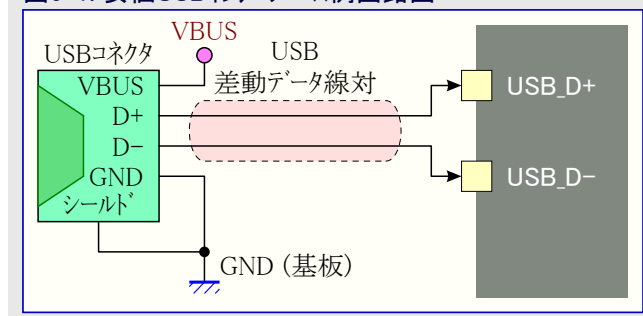 VBUS
USBコネクタ
USB
差動データ線対
VBUS
D+
D−
GND
シールド
USB_D+
USB_D−
GND (基板)